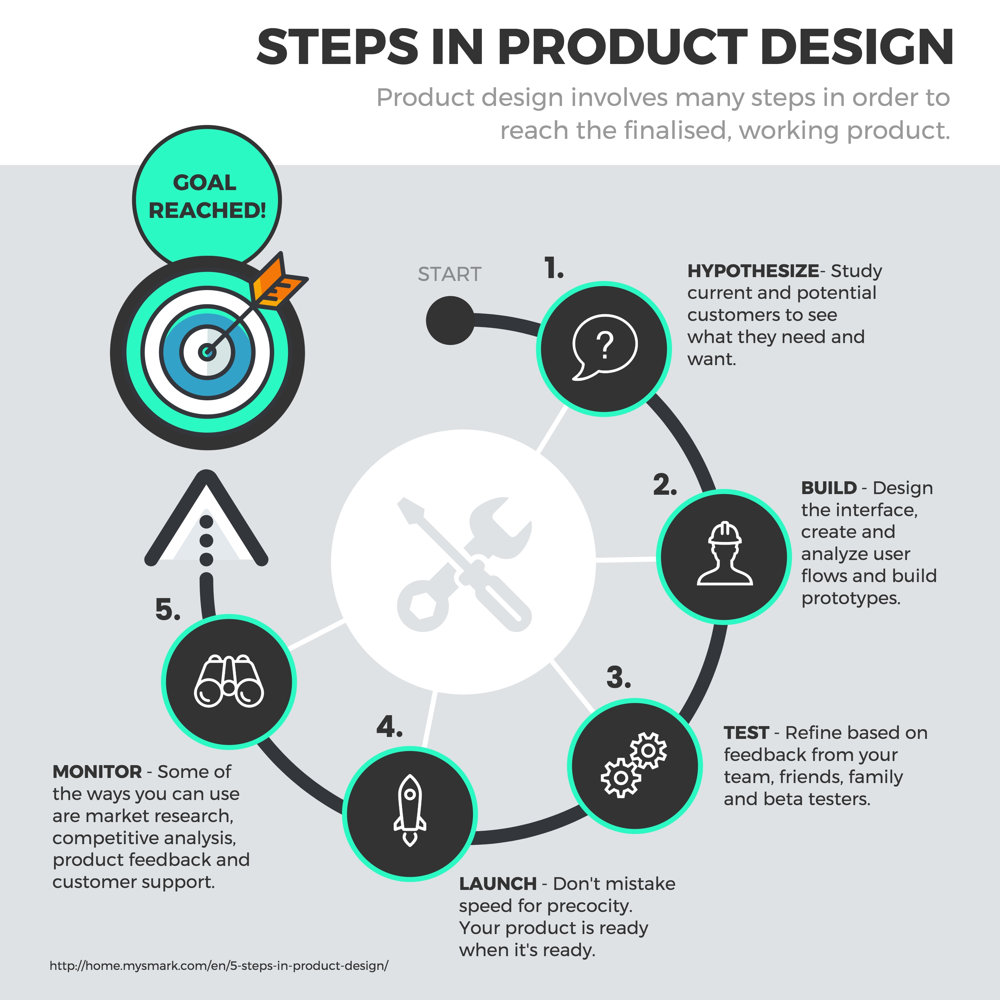 STEPS IN PRODUCT DESIGN
Product design involves many steps in order to
reach the finalised, working product.
GOAL
REACHED!
START
1.
HYPOTHESIZE- Study
current and potential
customers to see
what they need and
want.
2.
BUILD - Design
the interface,
create and
analyze user
flows and build
prototypes.
3.
TEST - Refine based on
feedback from your
team, friends, family
and beta testers.
4.
LAUNCH - Don't mistake
speed for precocity.
Your product is ready
when it's ready.
5.
MONITOR - Some of
the ways you can use
are market research,
competitive analysis,
product feedback and
customer support.
http://home.mysmark.com/en/5-steps-in-product-design/